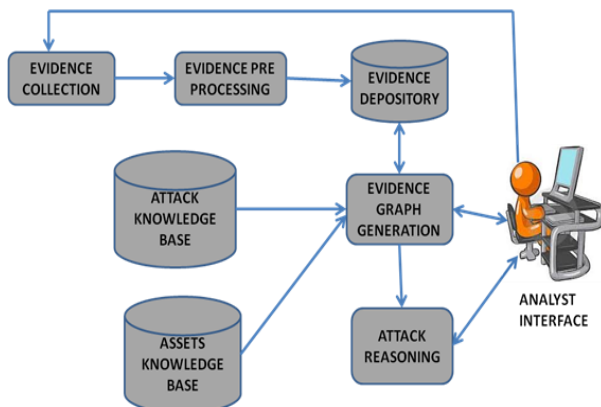 EVIDENCE
COLLECTION
EVIDENCE PRE
PROCESSING
EVIDENCE
DEPOSITORY
ATTACK
KNOWLEDGE
BASE
EVIDENCE
GRAPH
GENERATION
ANALYST
INTERFACE
ASSETS
KNOWLEDGE
BASE
ATTACK
REASONING